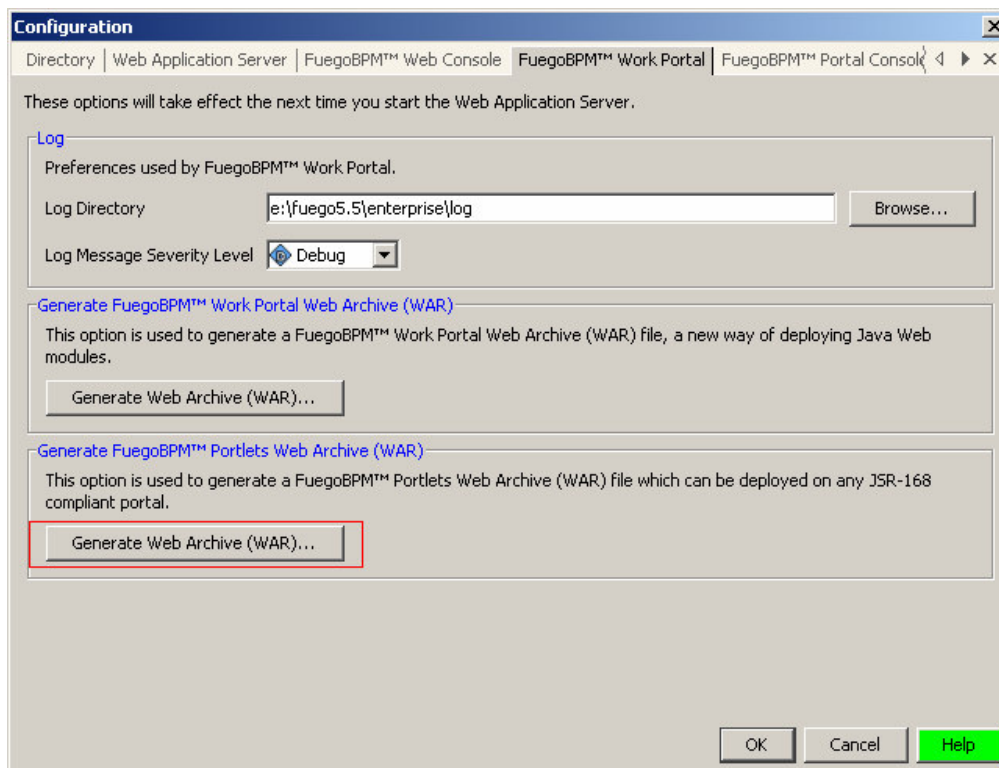 Configuration
Directory | Web Application Server | FuegoBPM™ Web Console FuegoBPM™ Work Portal | FuegoBPM™ Portal Console
These options will take effect the next time you start the Web Application Server.
Log
Preferences used by FuegoBPM™ Work Portal.
Log Directory e:\fuego5.5\enterprise\log Browse...
Log Message Severity Level Debug
Generate FuegoBPM™ Work Portal Web Archive (WAR)
This option is used to generate a FuegoBPM™ Work Portal Web Archive (WAR) file, a new way of deploying Java Web
modules.
Generate Web Archive (WAR)...
Generate FuegoBPM™ Portlets Web Archive (WAR)
This option is used to generate a FuegoBPM™ Portlets Web Archive (WAR) file which can be deployed on any JSR-168
compliant portal.
Generate Web Archive (WAR)...
OK Cancel Help